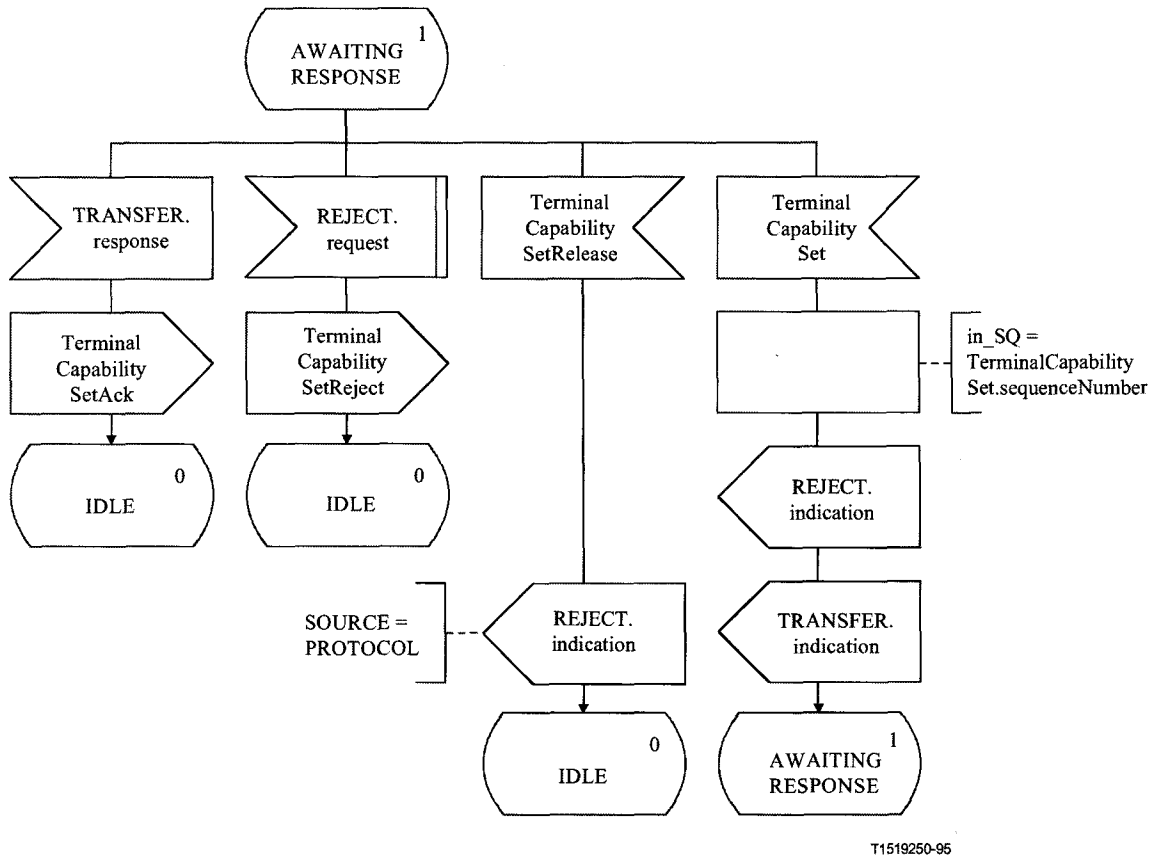 1
AWAITING
RESPONSE
TRANSFER.
response
REJECT.
request
Terminal
Capability
SetRelease
Terminal
Capability
Set
Terminal
Capability
SetAck
Terminal
Capability
SetReject
in_SQ =
TerminalCapability
Set.sequenceNumber
0
IDLE
0
IDLE
REJECT.
indication
SOURCE =
PROTOCOL
REJECT.
indication
TRANSFER.
indication
0
IDLE
1
AWAITING
RESPONSE
T1519250-95